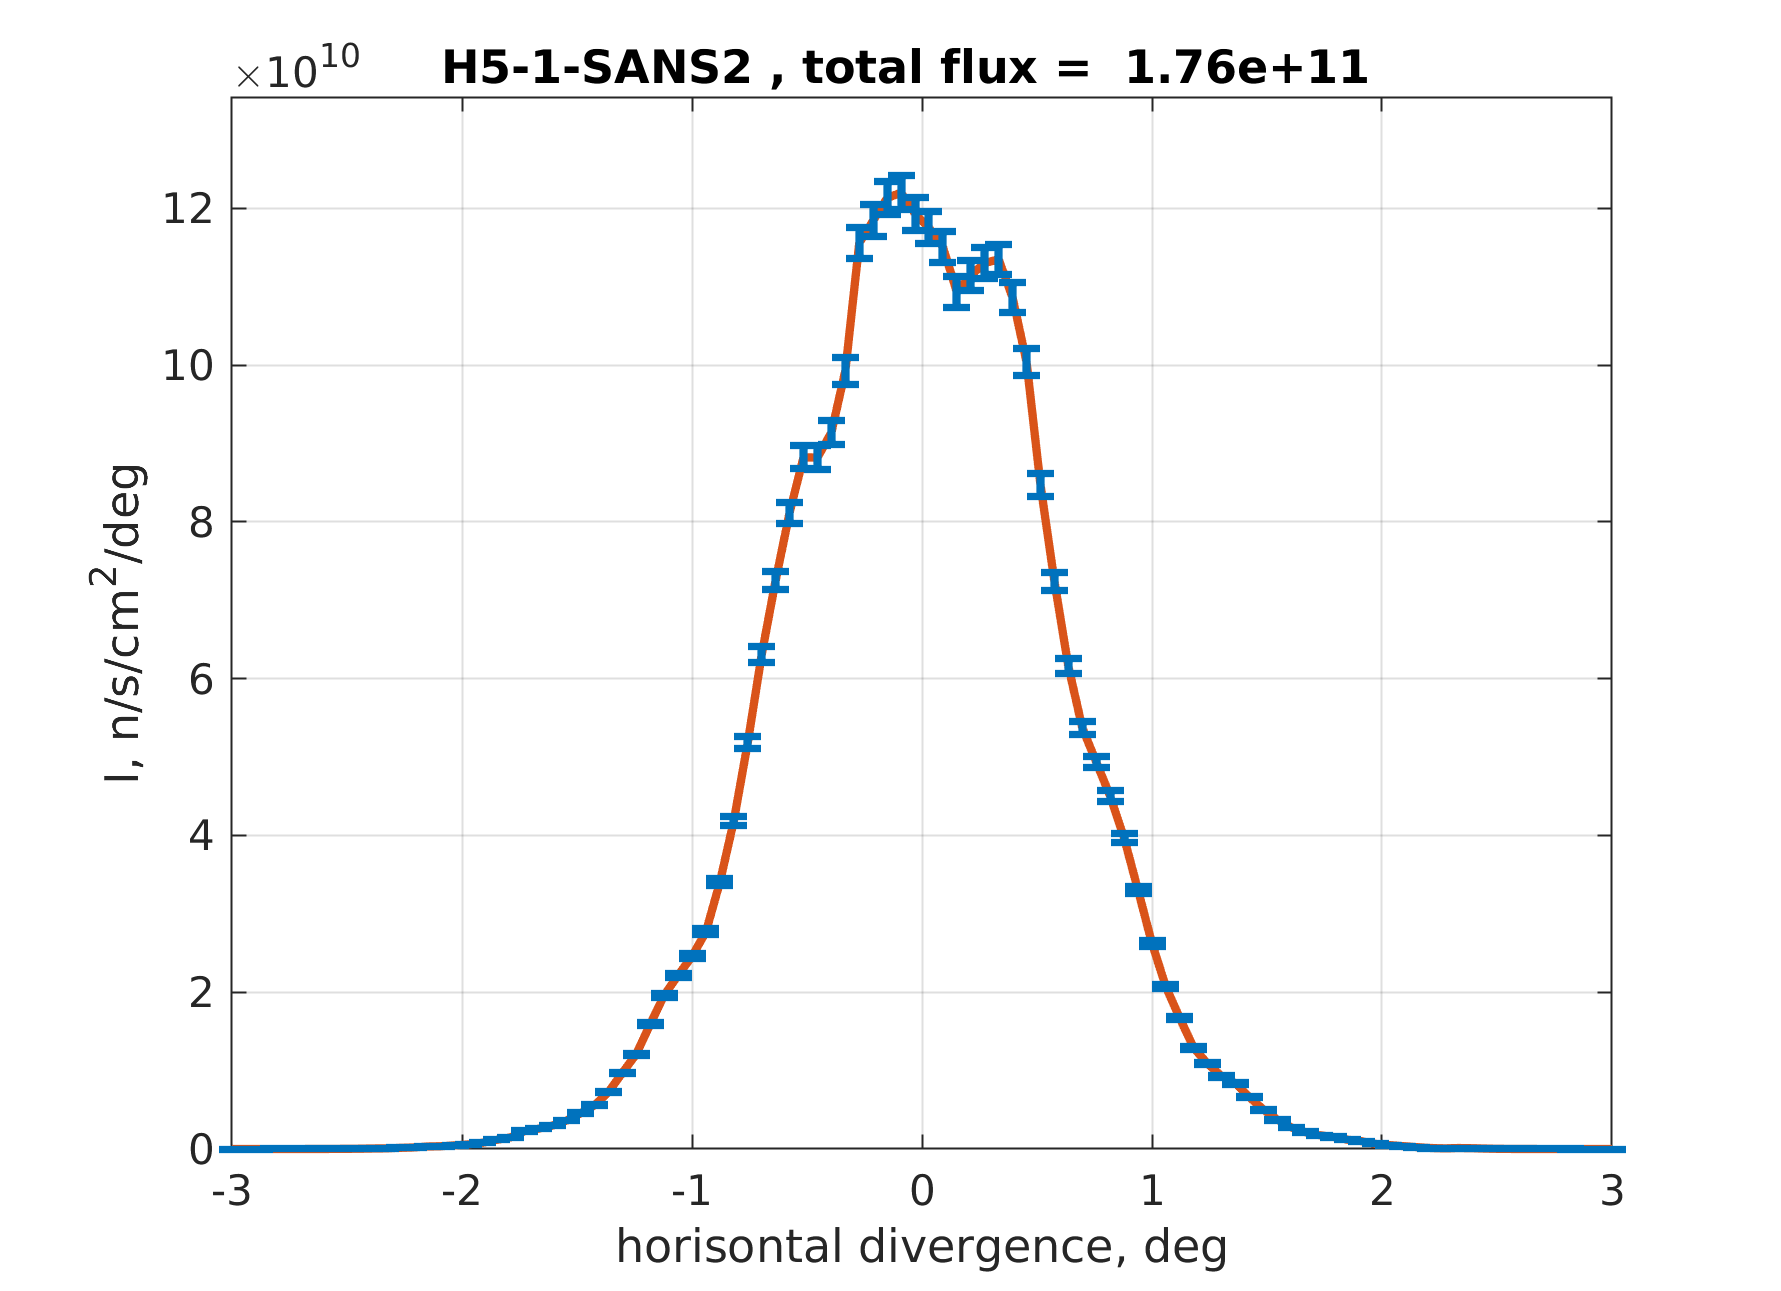 ×10^10
H5-1-SANS2 , total flux =  1.76e+11
I, n/s/cm^2/deg
12
10
8
6
4
2
0
-3 -2 -1 0 1 2 3
horisontal divergence, deg